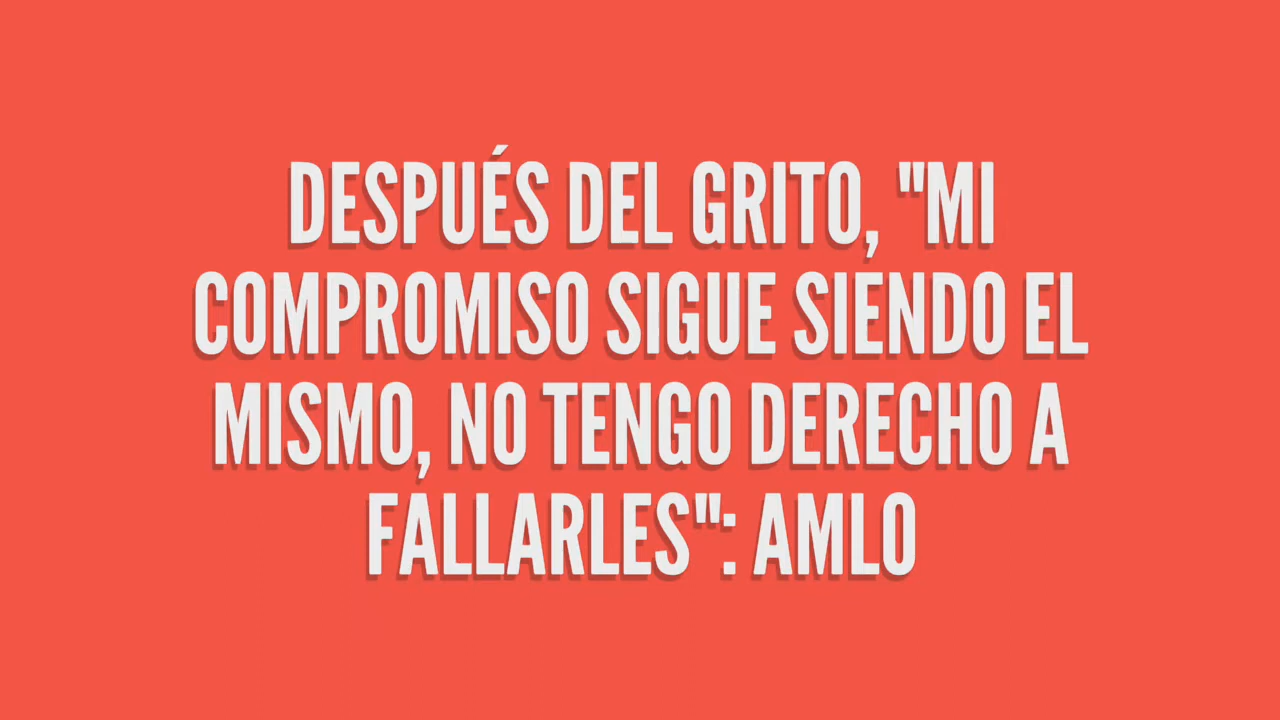 DESPUÉS DEL GRITO, "MI
COMPROMISO SIGUE SIENDO EL
MISMO, NO TENGO DERECHO A
FALLARLES": AMLO